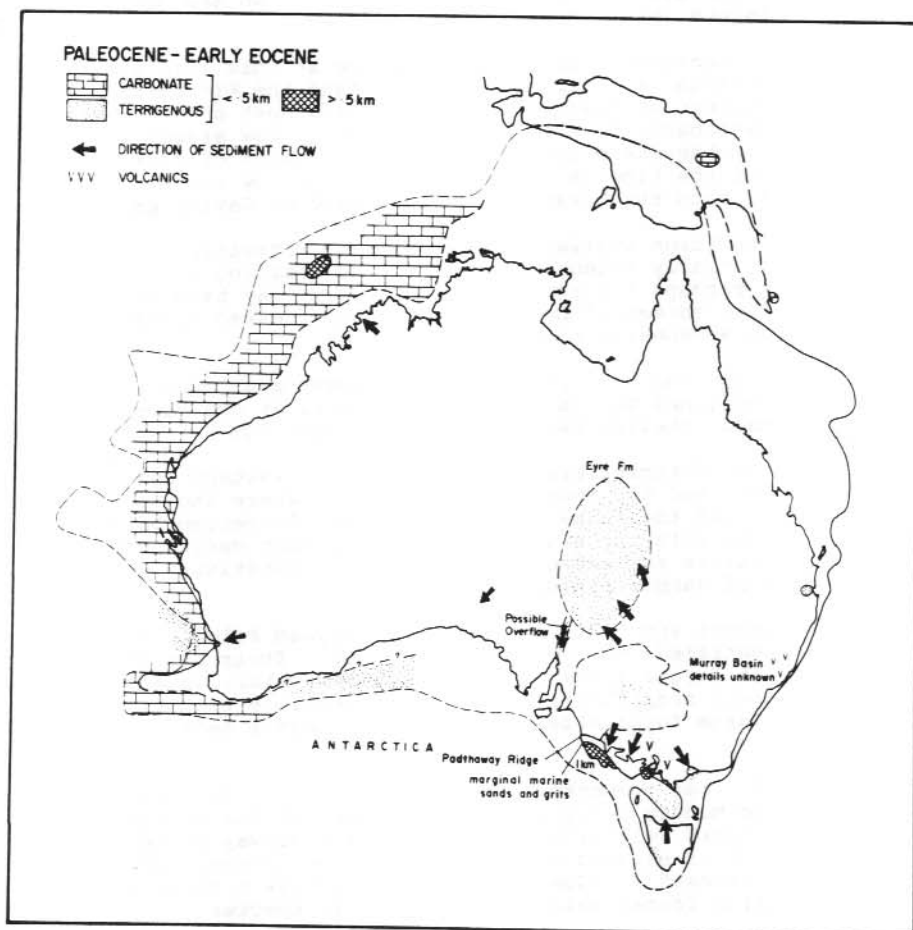 PALEOCENE - EARLY EOCENE
CARBONATE
TERRIGENOUS
< .5 km
> .5 km
DIRECTION OF SEDIMENT FLOW
VVV VOLCANICS
Eyre Fm
Possible
Overflow
Murray Basin
details unknown
V V
V
ANTARCTICA
Padthaway Ridge
1km
V
V
marginal marine
sands and grits
? ? ?